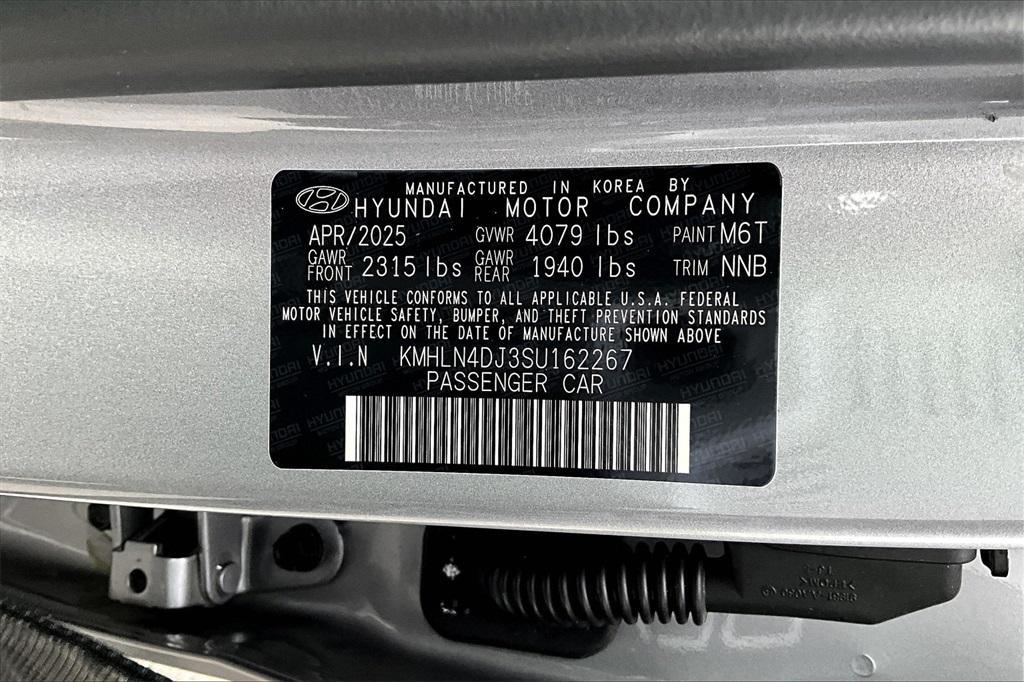 MANUFACTURED IN KOREA BY
HYUNDAI MOTOR COMPANY
APR/2025 GVWR 4079 lbs PAINT M6T
GAWR FRONT 2315 lbs GAWR REAR 1940 lbs TRIM NNB
THIS VEHICLE CONFORMS TO ALL APPLICABLE U.S.A. FEDERAL
MOTOR VEHICLE SAFETY, BUMPER, AND THEFT PREVENTION STANDARDS
IN EFFECT ON THE DATE OF MANUFACTURE SHOWN ABOVE
V.I.N KMHLN4DJ3SU162267
PASSENGER CAR